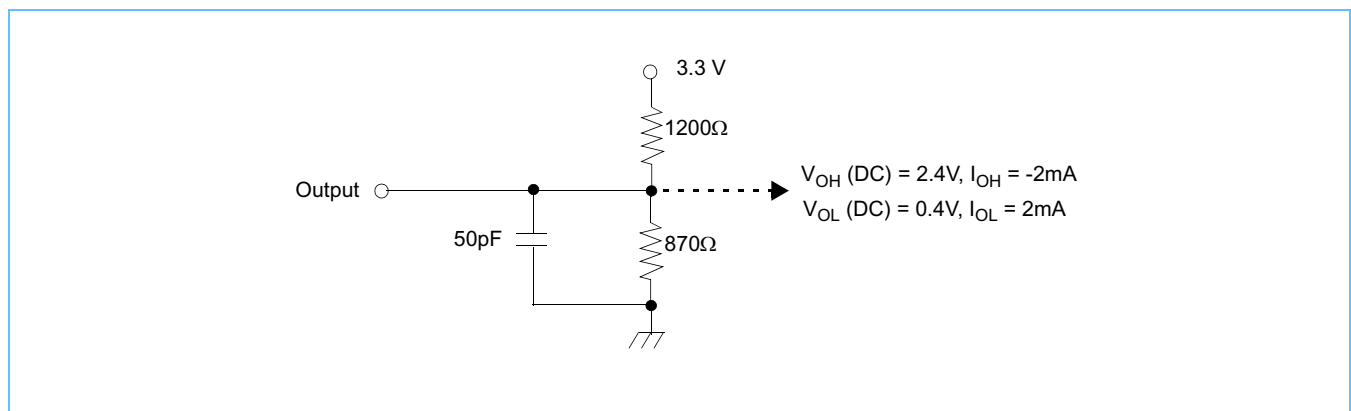 3.3 V
1200Ω
Output
V_OH (DC) = 2.4V, I_OH = -2mA
V_OL (DC) = 0.4V, I_OL = 2mA
50pF
870Ω